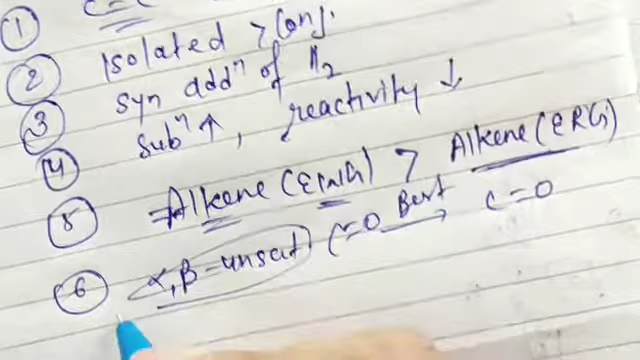 ① C=C
② Isolated > Conj.
③ Syn addⁿ of H₂
④ Subⁿ ↑, reactivity ↓
⑤ Alkene (EWG) > Alkene (ERG)
⑥ α,β-unsat) C=O Best → C=O